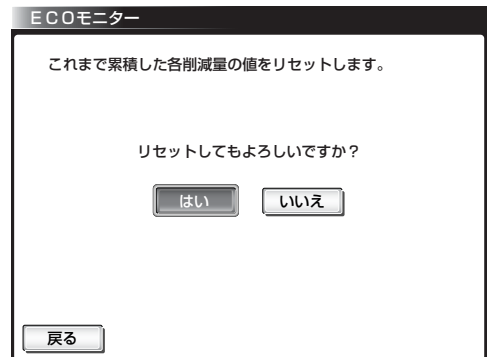 ECOモニター
これまで累積した各削減量の値をリセットします。
リセットしてもよろしいですか？
はい
いいえ
戻る